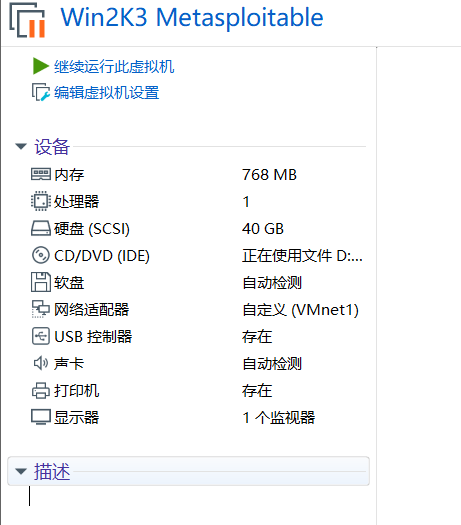 Win2K3 Metasploitable
继续运行此虚拟机
编辑虚拟机设置
设备
内存 768 MB
处理器 1
硬盘 (SCSI) 40 GB
CD/DVD (IDE) 正在使用文件 D:...
软盘 自动检测
网络适配器 自定义 (VMnet1)
USB 控制器 存在
声卡 自动检测
打印机 存在
显示器 1 个监视器
描述